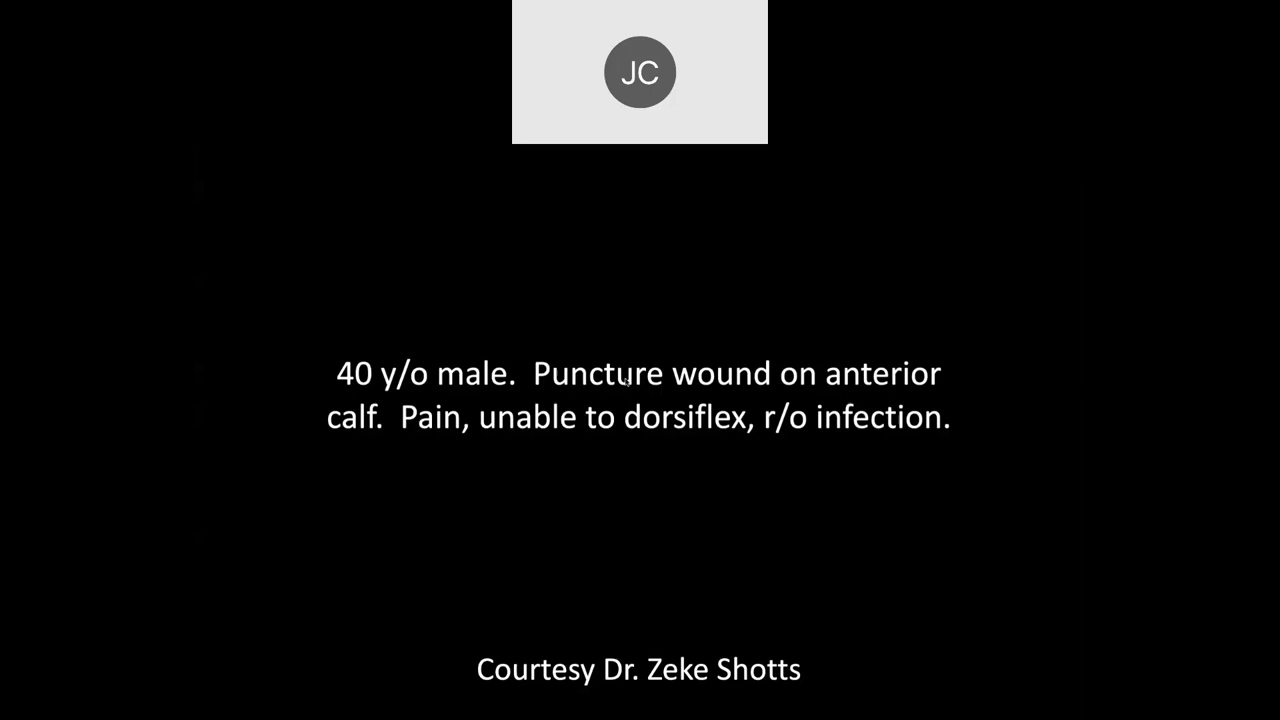 JC
40 y/o male.  Puncture wound on anterior
calf.  Pain, unable to dorsiflex, r/o infection.
Courtesy Dr. Zeke Shotts